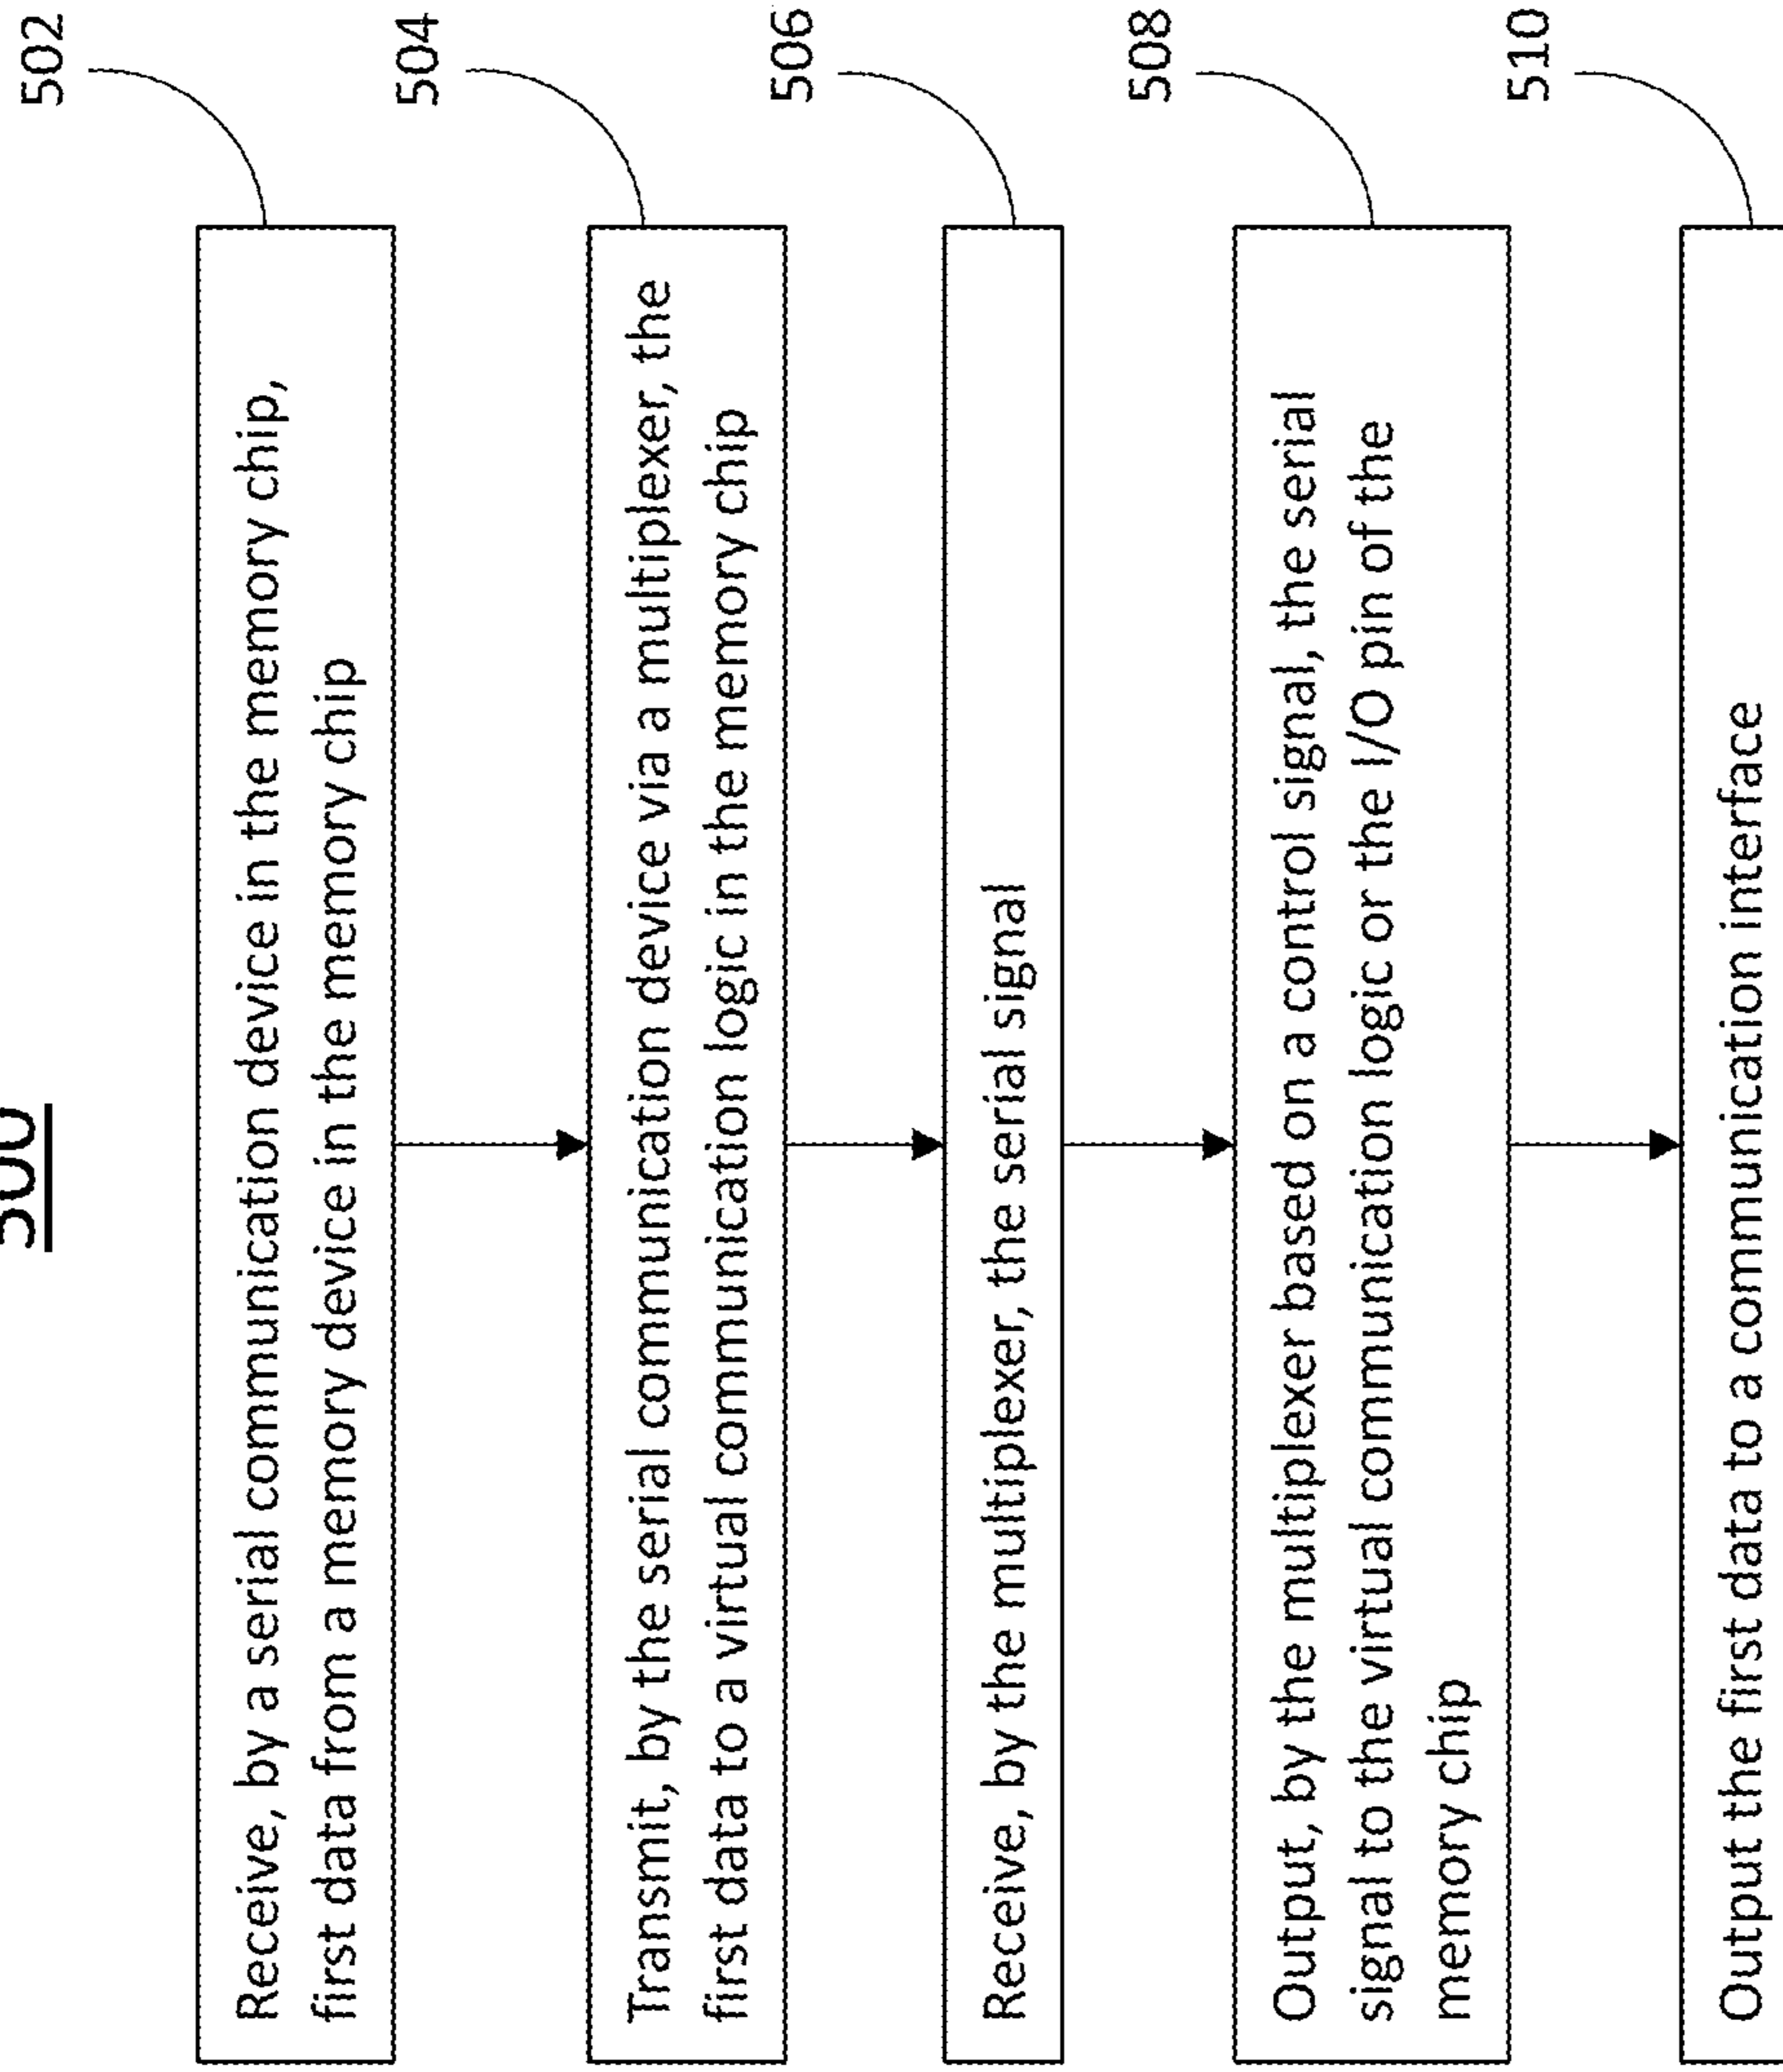 500
502
Receive, by a serial communication device in the memory chip,
first data from a memory device in the memory chip
504
Transmit, by the serial communication device via a multiplexer, the
first data to a virtual communication logic in the memory chip
506
Receive, by the multiplexer, the serial signal
508
Output, by the multiplexer based on a control signal, the serial
signal to the virtual communication logic or the I/O pin of the
memory chip
510
Output the first data to a communication interface